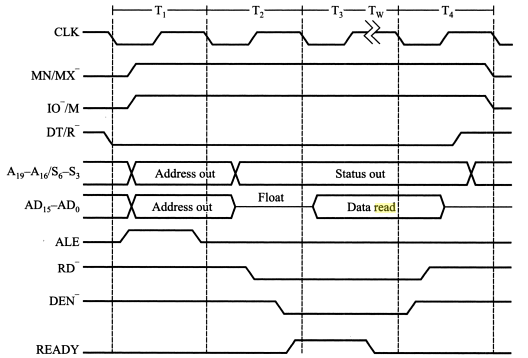 T₁ T₂ T₃ T_W T₄
CLK
MN/MX⁻
IO⁻/M
DT/R⁻
A₁₉–A₁₆/S₆–S₃ Address out Status out
AD₁₅–AD₀ Address out Float Data read
ALE
RD⁻
DEN⁻
READY